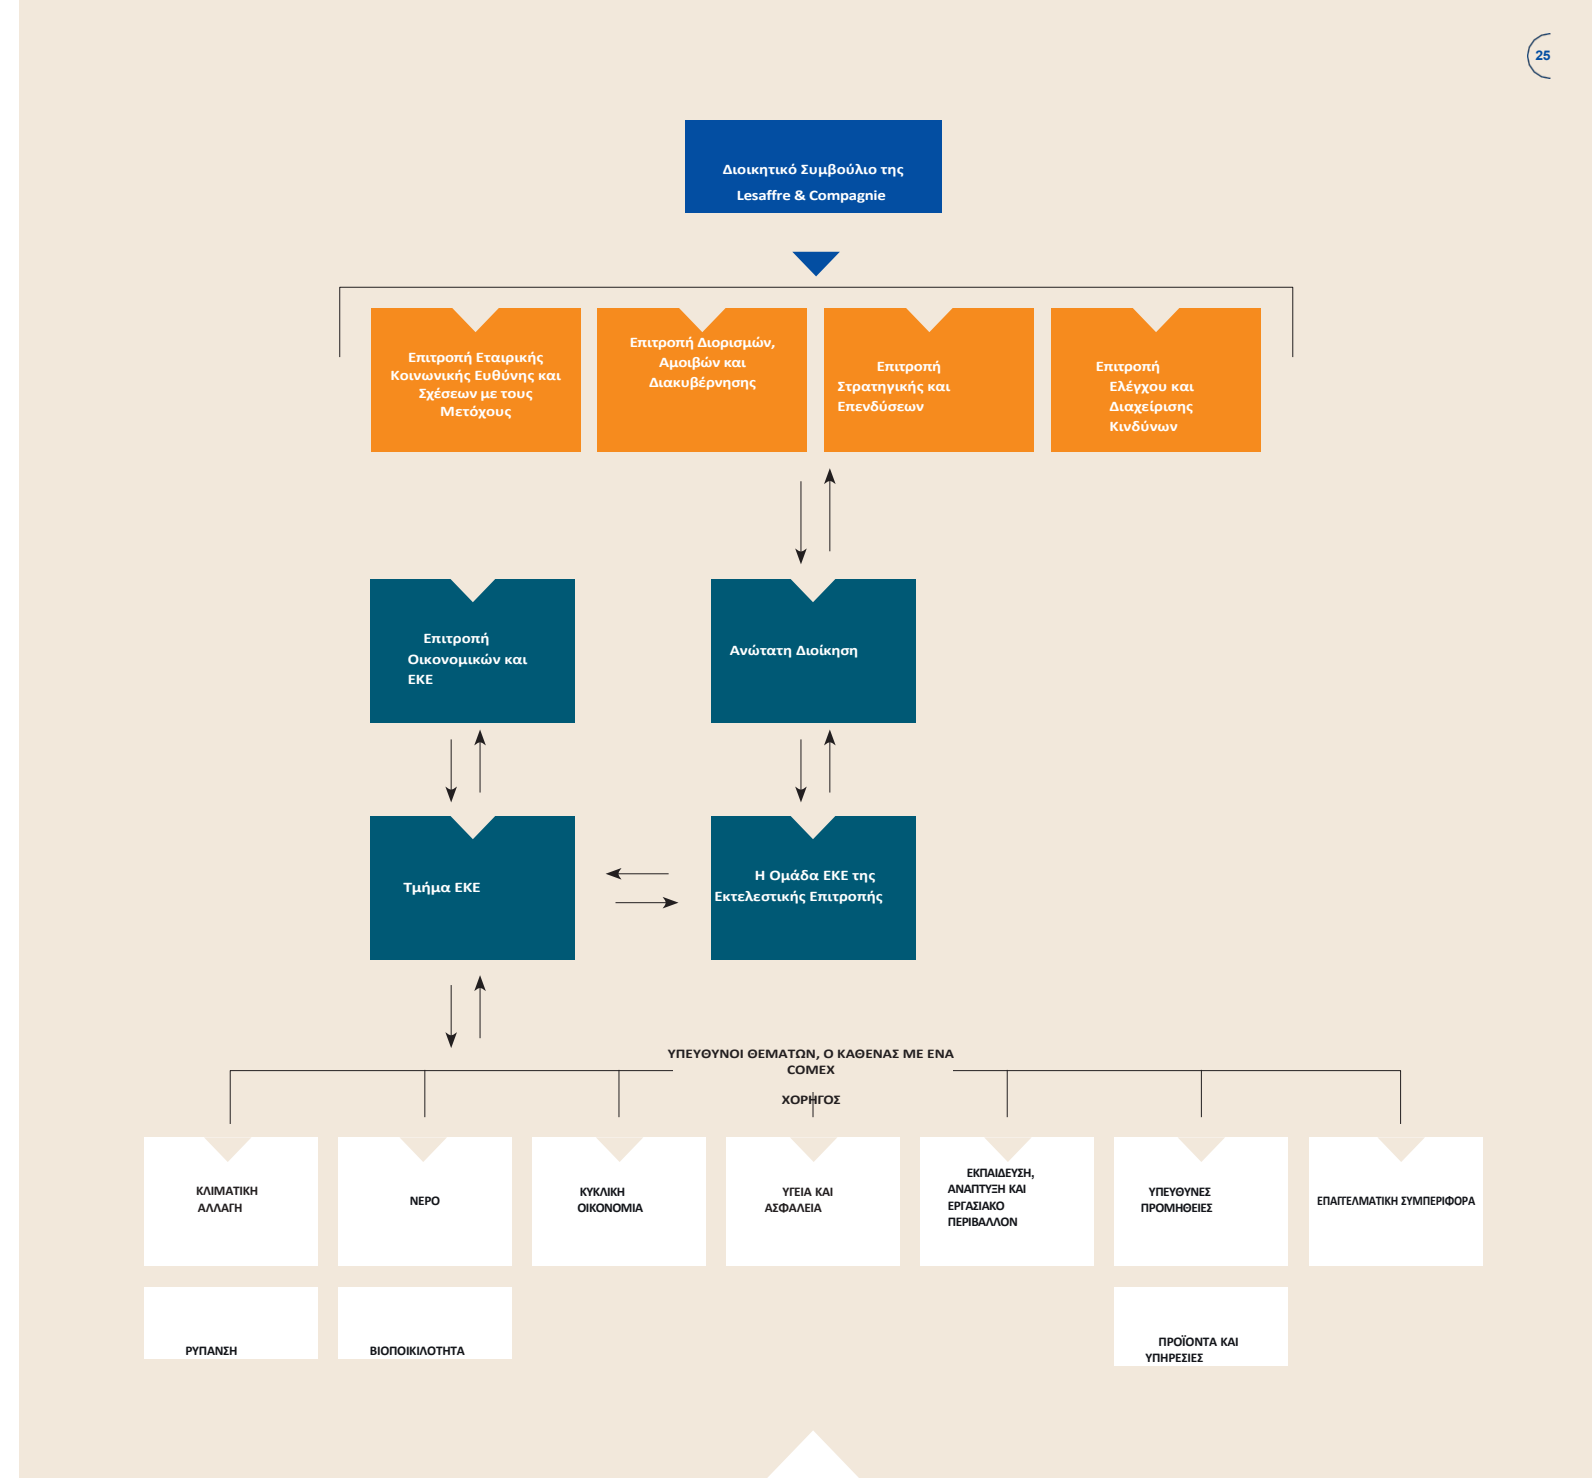 25
Διοικητικό Συμβούλιο της
Lesaffre & Compagnie
Επιτροπή Εταιρικής
Κοινωνικής Ευθύνης και
Σχέσεων με τους
Μετόχους
Επιτροπή Διορισμών,
Αμοιβών και
Διακυβέρνησης
Επιτροπή
Στρατηγικής και
Επενδύσεων
Επιτροπή
Ελέγχου και
Διαχείρισης
Κινδύνων
Επιτροπή
Οικονομικών και
ΕΚΕ
Ανώτατη Διοίκηση
Τμήμα ΕΚΕ
Η Ομάδα ΕΚΕ της
Εκτελεστικής Επιτροπής
ΥΠΕΥΘΥΝΟΙ ΘΕΜΑΤΩΝ, Ο ΚΑΘΕΝΑΣ ΜΕ ΕΝΑ
COMEX
ΧΟΡΗΓΟΣ
ΚΛΙΜΑΤΙΚΗ
ΑΛΛΑΓΗ
ΝΕΡΟ
ΚΥΚΛΙΚΗ
ΟΙΚΟΝΟΜΙΑ
ΥΓΕΙΑ ΚΑΙ
ΑΣΦΑΛΕΙΑ
ΕΚΠΑΙΔΕΥΣΗ,
ΑΝΑΠΤΥΞΗ ΚΑΙ
ΕΡΓΑΣΙΑΚΟ
ΠΕΡΙΒΑΛΛΟΝ
ΥΠΕΥΘΥΝΕΣ
ΠΡΟΜΗΘΕΙΕΣ
ΕΠΑΓΓΕΛΜΑΤΙΚΗ ΣΥΜΠΕΡΙΦΟΡΑ
ΡΥΠΑΝΣΗ
ΒΙΟΠΟΙΚΙΛΟΤΗΤΑ
ΠΡΟΪΟΝΤΑ ΚΑΙ
ΥΠΗΡΕΣΙΕΣ